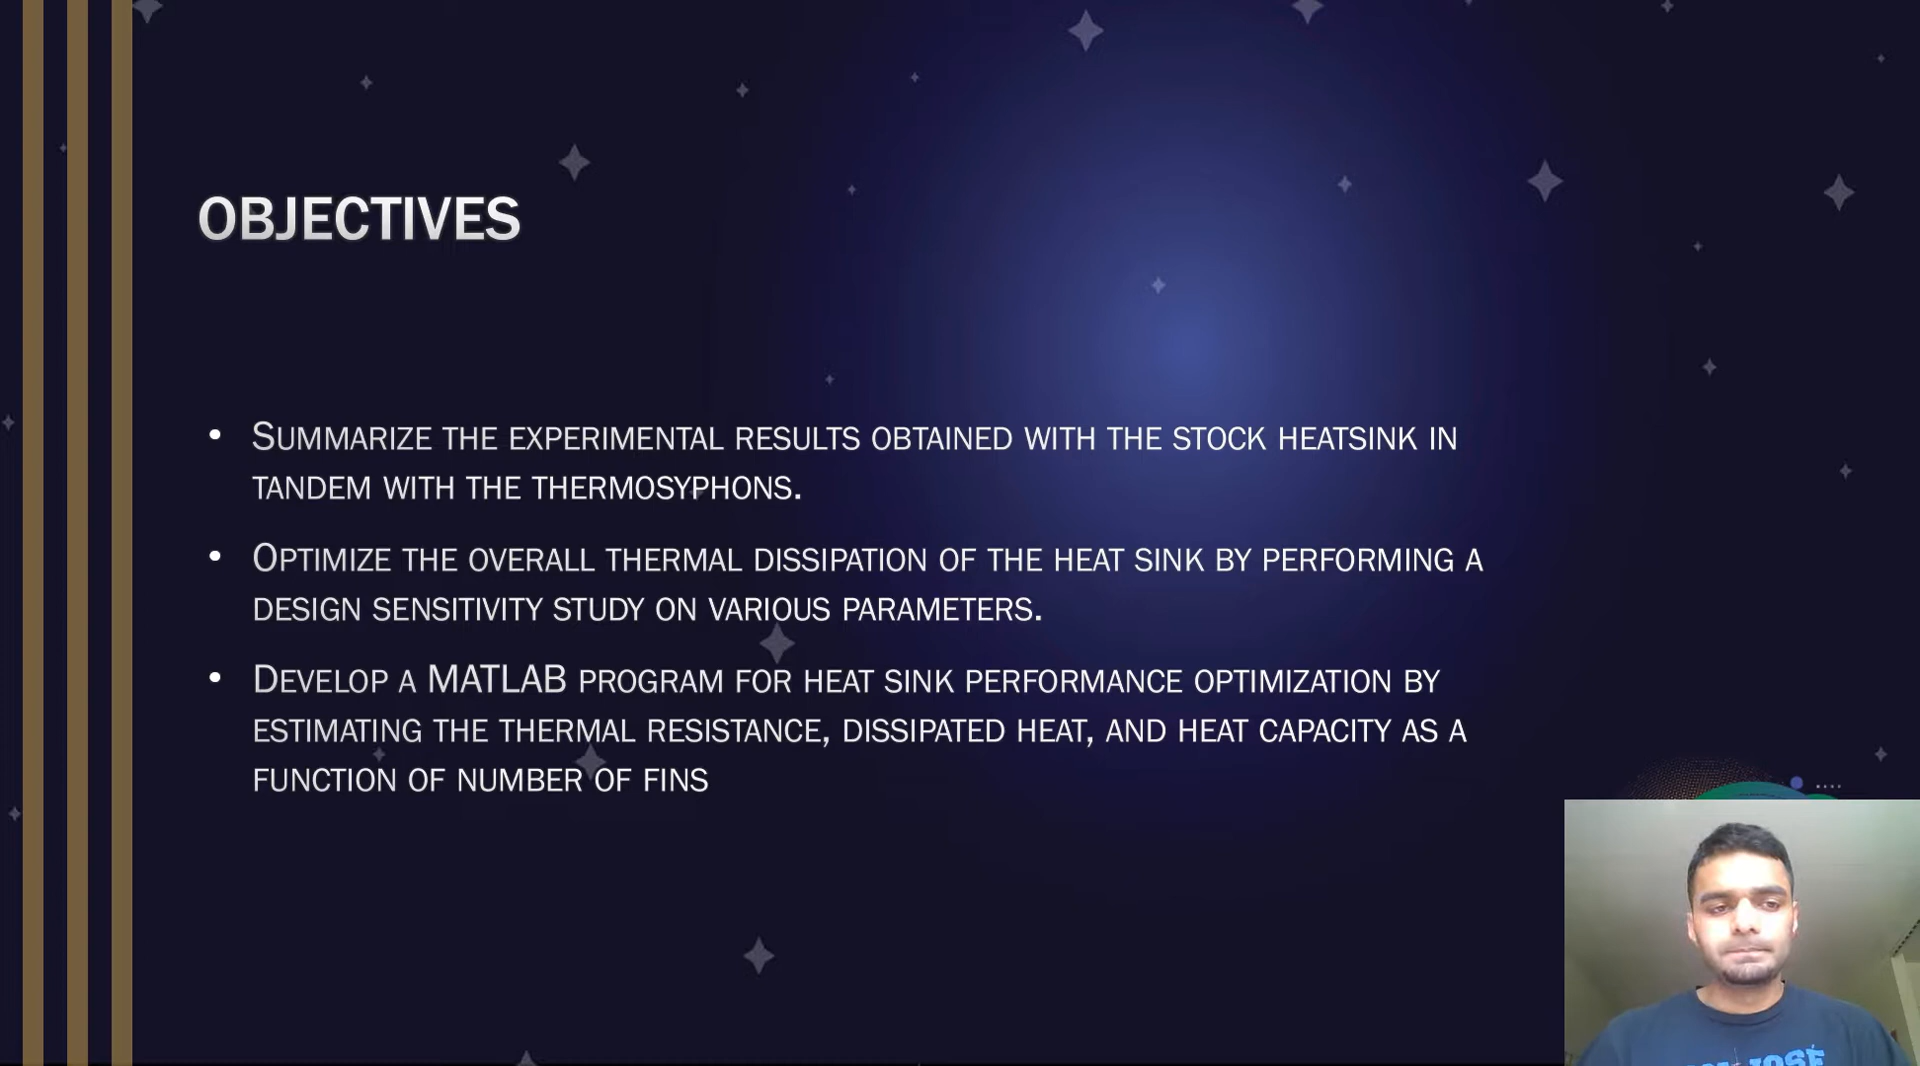 OBJECTIVES
• SUMMARIZE THE EXPERIMENTAL RESULTS OBTAINED WITH THE STOCK HEATSINK IN
TANDEM WITH THE THERMOSYPHONS.
• OPTIMIZE THE OVERALL THERMAL DISSIPATION OF THE HEAT SINK BY PERFORMING A
DESIGN SENSITIVITY STUDY ON VARIOUS PARAMETERS.
• DEVELOP A MATLAB PROGRAM FOR HEAT SINK PERFORMANCE OPTIMIZATION BY
ESTIMATING THE THERMAL RESISTANCE, DISSIPATED HEAT, AND HEAT CAPACITY AS A
FUNCTION OF NUMBER OF FINS
JOSÉ